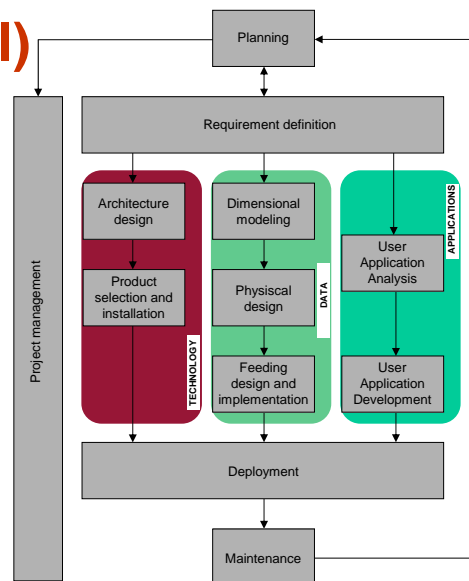 l)
Planning
Requirement definition
Project management
Architecture
design
Product
selection and
installation
TECHNOLOGY
Dimensional
modeling
Physiscal
design
Feeding
design and
implementation
DATA
APPLICATIONS
User
Application
Analysis
User
Application
Development
Deployment
Maintenance